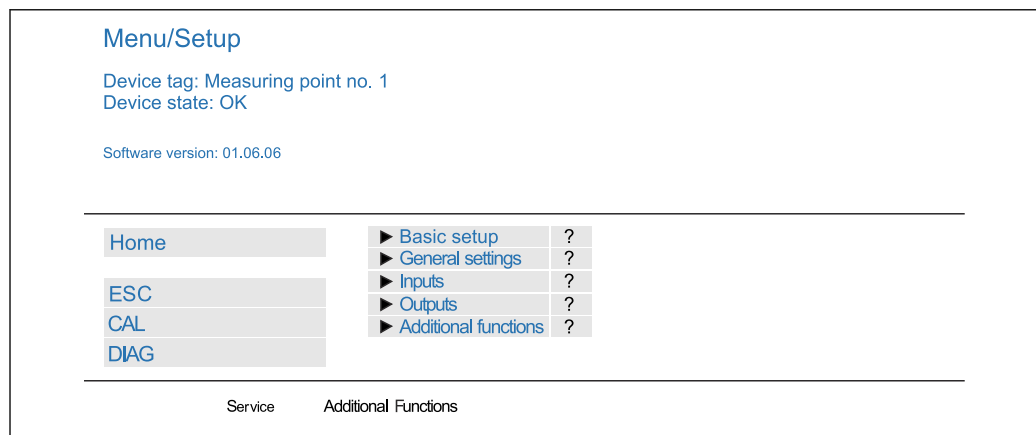 Menu/Setup
Device tag: Measuring point no. 1
Device state: OK
Software version: 01.06.06
Home
ESC
CAL
DIAG
▶ Basic setup ?
▶ General settings ?
▶ Inputs ?
▶ Outputs ?
▶ Additional functions ?
Service Additional Functions